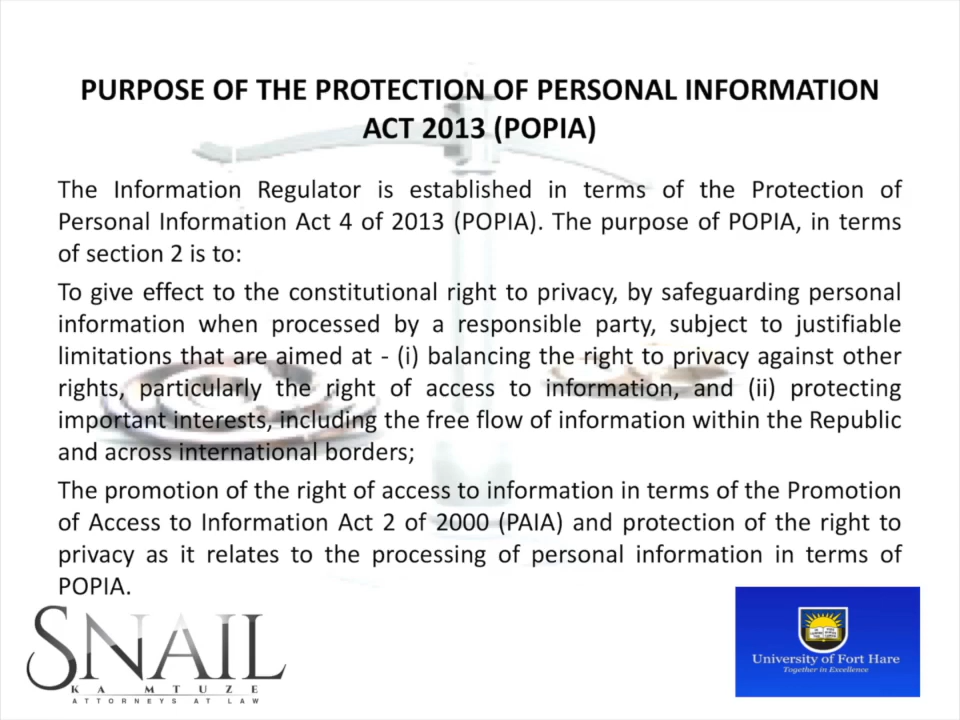 PURPOSE OF THE PROTECTION OF PERSONAL INFORMATION
ACT 2013 (POPIA)
The Information Regulator is established in terms of the Protection of
Personal Information Act 4 of 2013 (POPIA). The purpose of POPIA, in terms
of section 2 is to:
To give effect to the constitutional right to privacy, by safeguarding personal
information when processed by a responsible party, subject to justifiable
limitations that are aimed at - (i) balancing the right to privacy against other
rights, particularly the right of access to information, and (ii) protecting
important interests, including the free flow of information within the Republic
and across international borders;
The promotion of the right of access to information in terms of the Promotion
of Access to Information Act 2 of 2000 (PAIA) and protection of the right to
privacy as it relates to the processing of personal information in terms of
POPIA.
SNAIL
KA MTUZE
ATTORNEYS AT LAW
University of Fort Hare
Together in Excellence